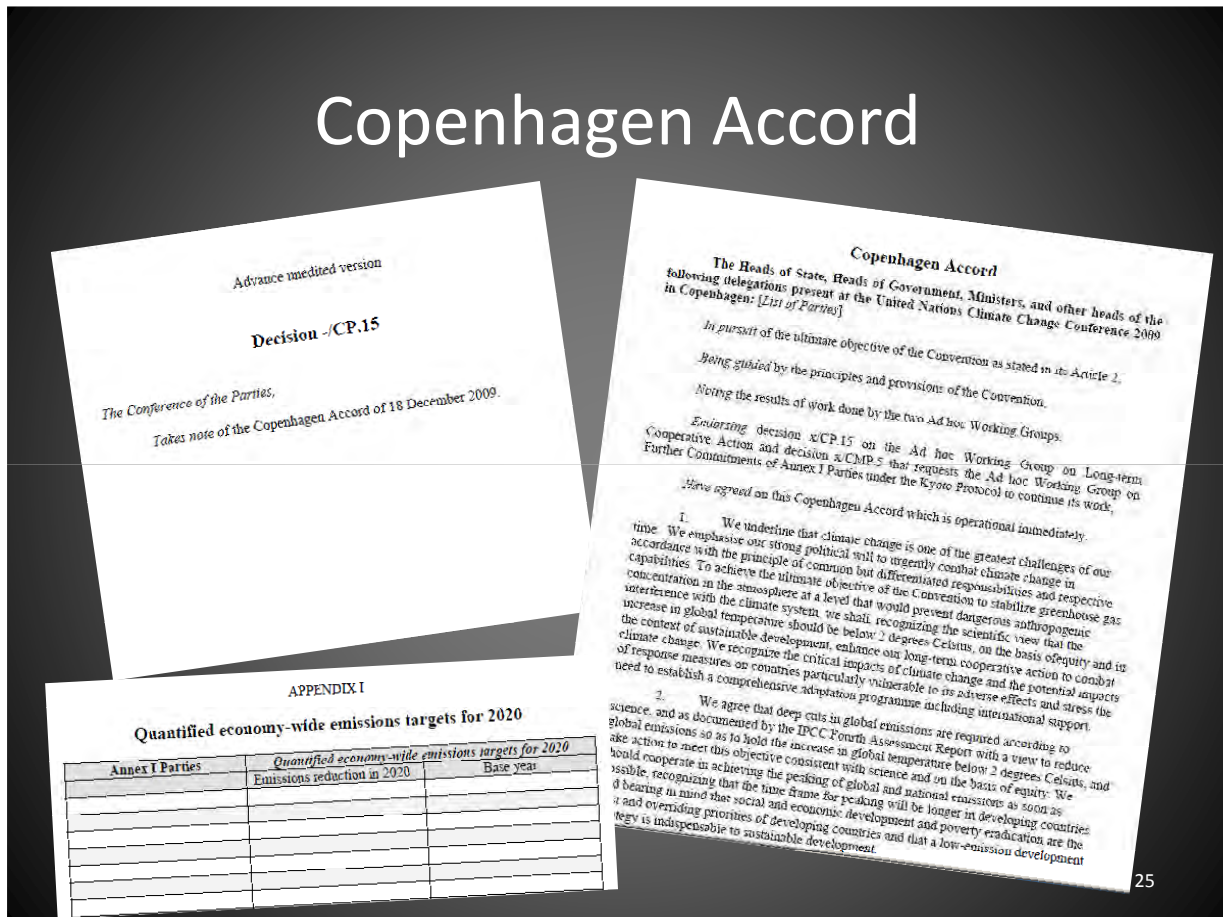 Copenhagen Accord
Advance unedited version
Decision -/CP.15
The Conference of the Parties,
Takes note of the Copenhagen Accord of 18 December 2009.
APPENDIX I
Quantified economy-wide emissions targets for 2020
Annex I Parties
Quantified economy-wide emissions targets for 2020
Emissions reduction in 2020
Base year
Copenhagen Accord
The Heads of State, Heads of Government, Ministers, and other heads of the
following delegations present at the United Nations Climate Change Conference 2009
in Copenhagen: [List of Parties]
In pursuit of the ultimate objective of the Convention as stated in its Article 2,
Being guided by the principles and provisions of the Convention,
Noting the results of work done by the two Ad hoc Working Groups,
Endorsing decision x/CP.15 on the Ad hoc Working Group on Long-term
Cooperative Action and decision x/CMP.5 that requests the Ad hoc Working Group on
Further Commitments of Annex I Parties under the Kyoto Protocol to continue its work,
Have agreed on this Copenhagen Accord which is operational immediately.
1. We underline that climate change is one of the greatest challenges of our
time. We emphasise our strong political will to urgently combat climate change in
accordance with the principle of common but differentiated responsibilities and respective
capabilities. To achieve the ultimate objective of the Convention to stabilize greenhouse gas
concentration in the atmosphere at a level that would prevent dangerous anthropogenic
interference with the climate system, we shall, recognizing the scientific view that the
increase in global temperature should be below 2 degrees Celsius, on the basis of equity and in
the context of sustainable development, enhance our long-term cooperative action to combat
climate change. We recognize the critical impacts of climate change and the potential impacts
of response measures on countries particularly vulnerable to its adverse effects and stress the
need to establish a comprehensive adaptation programme including international support.
2. We agree that deep cuts in global emissions are required according to
science, and as documented by the IPCC Fourth Assessment Report with a view to reduce
global emissions so as to hold the increase in global temperature below 2 degrees Celsius, and
ake action to meet this objective consistent with science and on the basis of equity. We
hould cooperate in achieving the peaking of global and national emissions as soon as
ossible, recognizing that the time frame for peaking will be longer in developing countries
d bearing in mind that social and economic development and poverty eradication are the
st and overriding priorities of developing countries and that a low-emission development
tegy is indispensable to sustainable development.
25